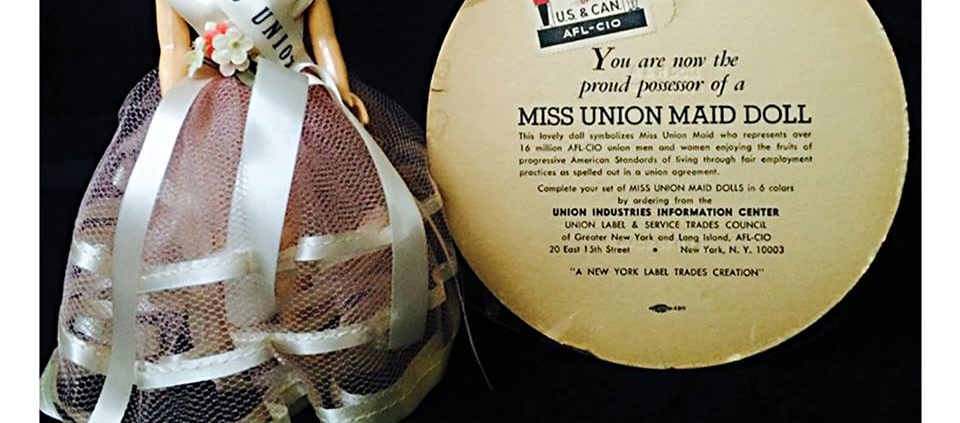 UNION
U.S. & CAN.
AFL-CIO
You are now the
proud possessor of a
MISS UNION MAID DOLL
This lovely doll symbolizes Miss Union Maid who represents over
16 million AFL-CIO union men and women enjoying the fruits of
progressive American Standards of living through fair employment
practices as spelled out in a union agreement.
Complete your set of MISS UNION MAID DOLLS in 6 colors
by ordering from the
UNION INDUSTRIES INFORMATION CENTER
UNION LABEL & SERVICE TRADES COUNCIL
of Greater New York and Long Island, AFL-CIO
20 East 15th Street • New York, N. Y. 10003
"A NEW YORK LABEL TRADES CREATION"